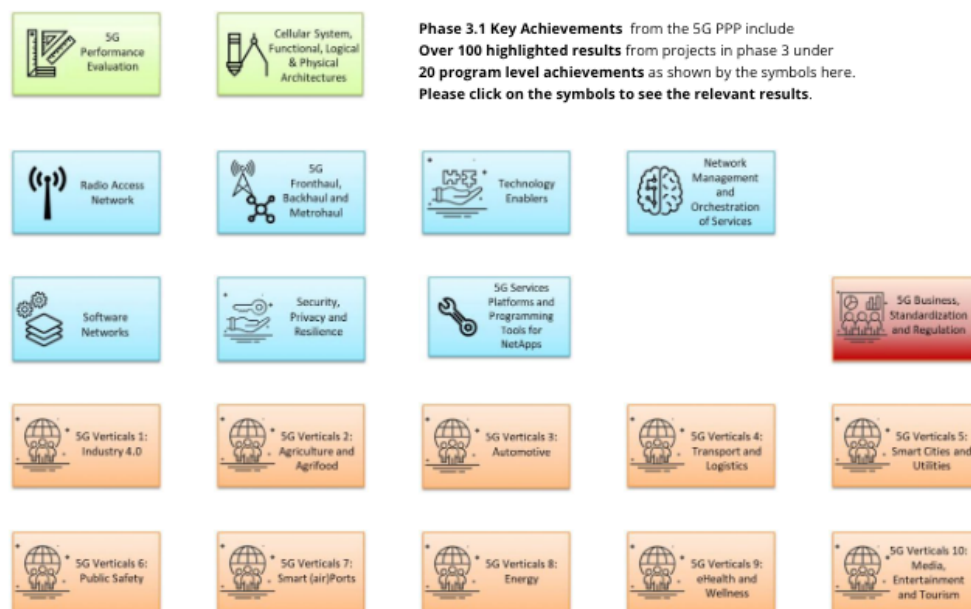 5G
Performance
Evaluation
Cellular System,
Functional, Logical
& Physical
Architectures
Phase 3.1 Key Achievements from the 5G PPP include
Over 100 highlighted results from projects in phase 3 under
20 program level achievements as shown by the symbols here.
Please click on the symbols to see the relevant results.
Radio Access
Network
5G
Fronthaul,
Backhaul and
Metrohaul
Technology
Enablers
Network
Management
and
Orchestration
of Services
Software
Networks
Security,
Privacy and
Resilience
5G Services
Platforms and
Programming
Tools for
NetApps
5G Business,
Standardization
and Regulation
5G Verticals 1:
Industry 4.0
5G Verticals 2:
Agriculture and
Agrifood
5G Verticals 3:
Automotive
5G Verticals 4:
Transport and
Logistics
5G Verticals 5:
Smart Cities and
Utilities
5G Verticals 6:
Public Safety
5G Verticals 7:
Smart (air)Ports
5G Verticals 8:
Energy
5G Verticals 9:
eHealth and
Wellness
5G Verticals 10:
Media,
Entertainment
and Tourism